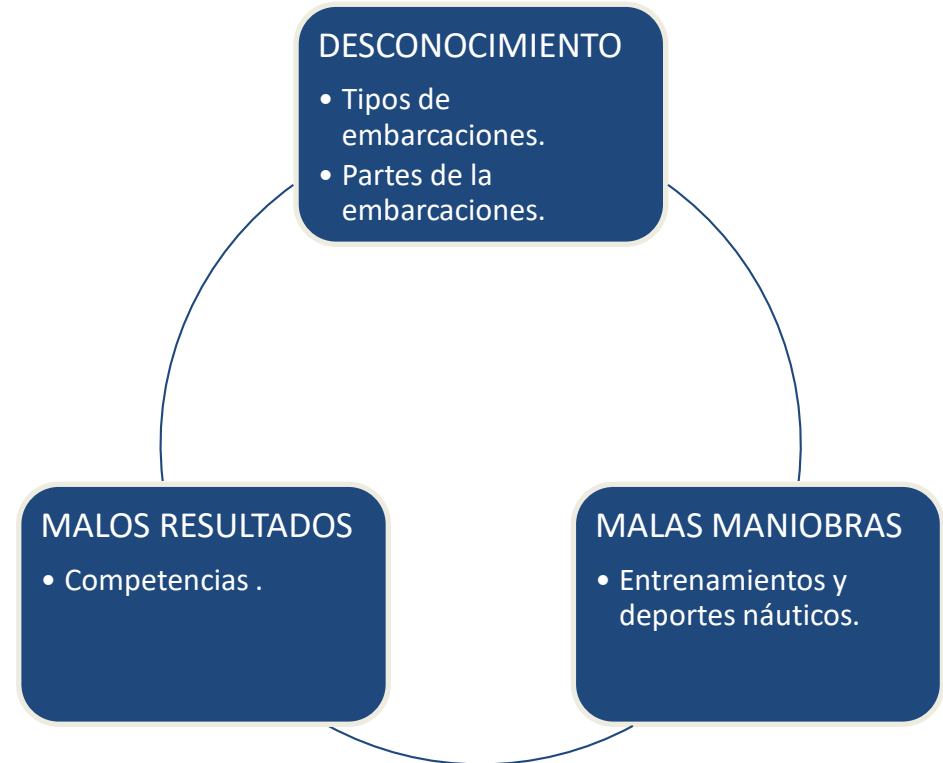 DESCONOCIMIENTO
• Tipos de
embarcaciones.
• Partes de la
embarcaciones.
MALOS RESULTADOS
• Competencias .
MALAS MANIOBRAS
• Entrenamientos y
deportes náuticos.